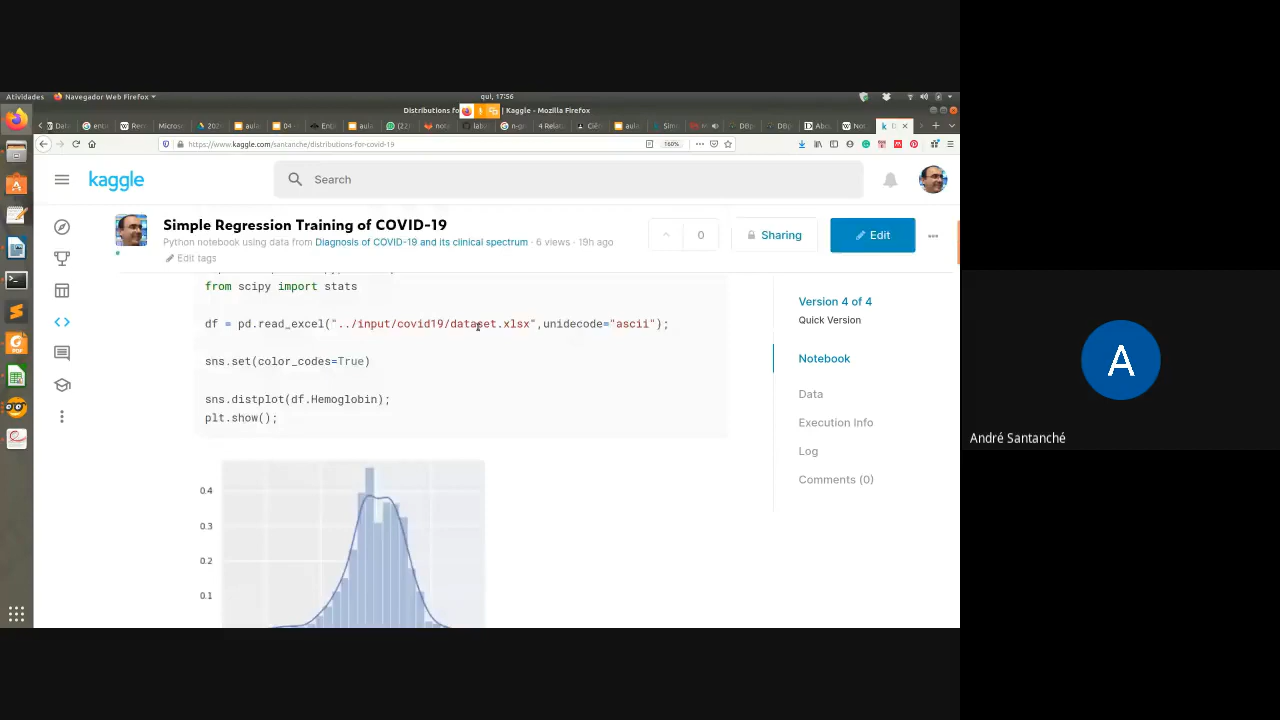 Atividades
Navegador Web Firefox
qui, 17:56
Distributions fo
| Kaggle - Mozilla Firefox
https://www.kaggle.com/santanche/distributions-for-covid-19
160%
kaggle
Search
Simple Regression Training of COVID-19
Python notebook using data from Diagnosis of COVID-19 and its clinical spectrum · 6 views · 19h ago
Edit tags
0
Sharing
Edit
from scipy import stats
df = pd.read_excel("../input/covid19/dataset.xlsx",unidecode="ascii");
sns.set(color_codes=True)
sns.distplot(df.Hemoglobin);
plt.show();
0.4
0.3
0.2
0.1
Version 4 of 4
Quick Version
Notebook
Data
Execution Info
Log
Comments (0)
A
André Santanché